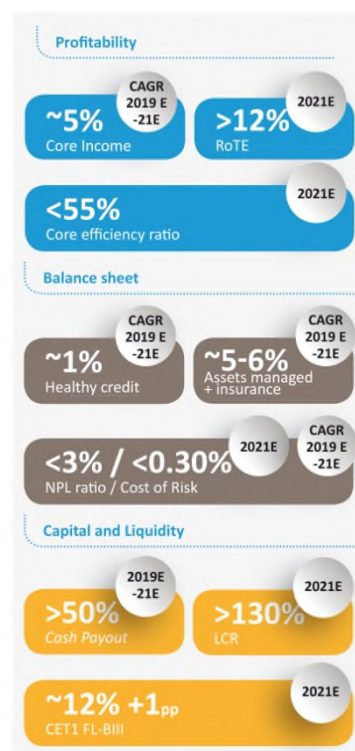 Profitability
CAGR
2019 E
-21E
~5%
Core Income
2021E
>12%
RoTE
2021E
<55%
Core efficiency ratio
Balance sheet
CAGR
2019 E
-21E
~1%
Healthy credit
CAGR
2019 E
-21E
~5-6%
Assets managed
+ insurance
2021E
CAGR
2019 E
-21E
<3% / <0.30%
NPL ratio / Cost of Risk
Capital and Liquidity
2019E
-21E
>50%
Cash Payout
2021E
>130%
LCR
2021E
~12% +1pp
CET1 FL-BIII